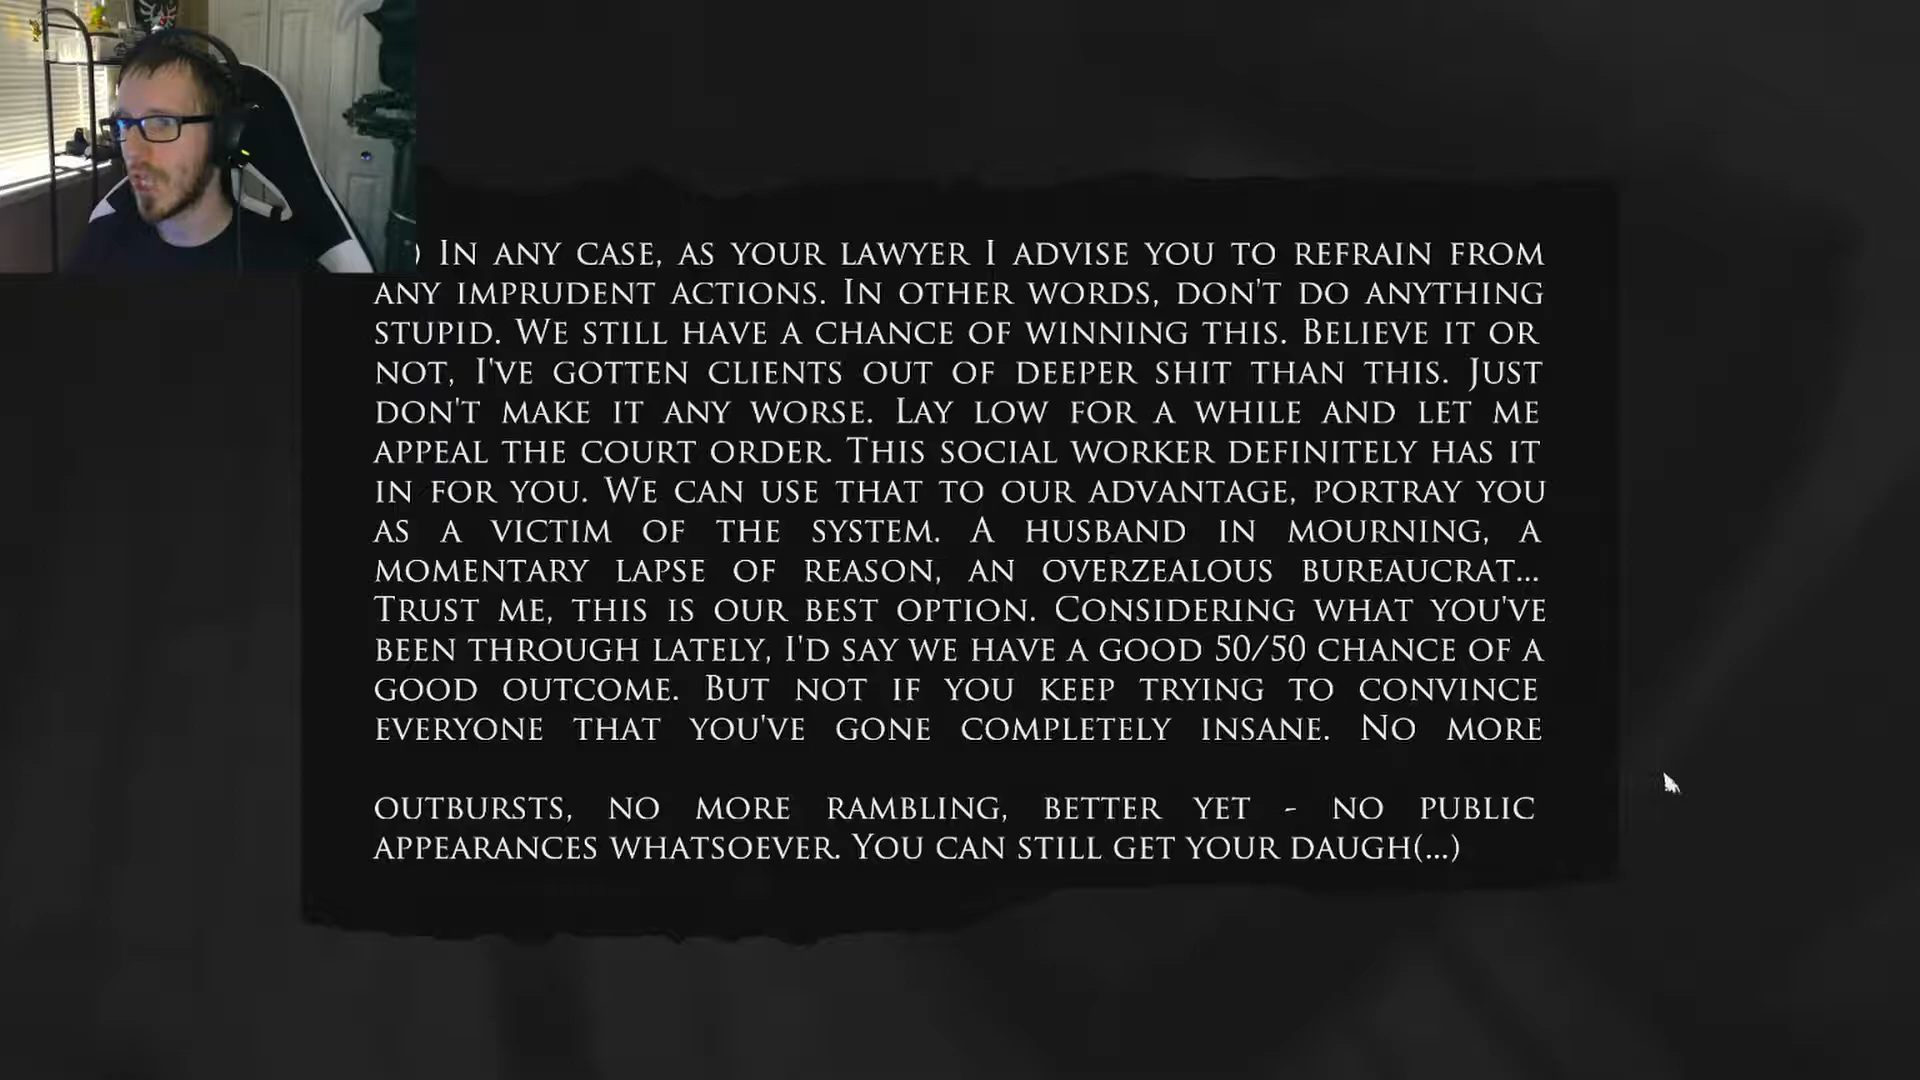 ) In any case, as your lawyer I advise you to refrain from
any imprudent actions. In other words, don't do anything
stupid. We still have a chance of winning this. Believe it or
not, I've gotten clients out of deeper shit than this. Just
don't make it any worse. Lay low for a while and let me
appeal the court order. This social worker definitely has it
in for you. We can use that to our advantage, portray you
as a victim of the system. A husband in mourning, a
momentary lapse of reason, an overzealous bureaucrat...
Trust me, this is our best option. Considering what you've
been through lately, I'd say we have a good 50/50 chance of a
good outcome. But not if you keep trying to convince
everyone that you've gone completely insane. No more
outbursts, no more rambling, better yet - no public
appearances whatsoever. You can still get your daugh(...)